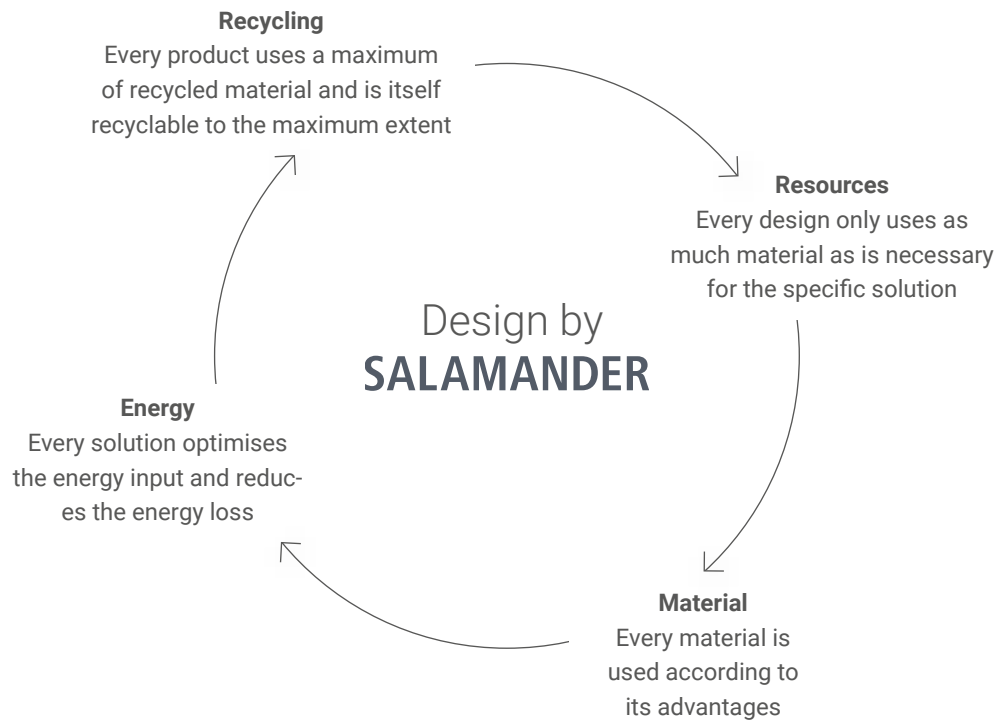 Recycling
Every product uses a maximum
of recycled material and is itself
recyclable to the maximum extent
Resources
Every design only uses as
much material as is necessary
for the specific solution
Design by
SALAMANDER
Energy
Every solution optimises
the energy input and reduc-
es the energy loss
Material
Every material is
used according to
its advantages